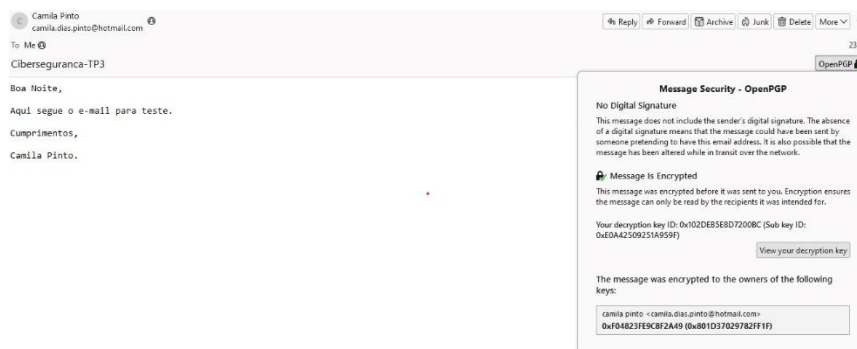 C
Camila Pinto
camila.dias.pinto@hotmail.com
Reply Forward Archive Junk Delete More
To Me
23
Ciberseguranca-TP3
OpenPGP
Boa Noite,
Aqui segue o e-mail para teste.
Cumprimentos,
Camila Pinto.
Message Security - OpenPGP
No Digital Signature
This message does not include the sender's digital signature. The absence
of a digital signature means that the message could have been sent by
someone pretending to have this email address. It is also possible that the
message has been altered while in transit over the network.
Message Is Encrypted
This message was encrypted before it was sent to you. Encryption ensures
the message can only be read by the recipients it was intended for.
Your decryption key ID: 0x102DEB5E8D7200BC (Sub key ID:
0xE0A42509251A959F)
View your decryption key
The message was encrypted to the owners of the following
keys:
camila pinto <camila.dias.pinto@hotmail.com>
0xF04823FE9C8F2A49 (0x801D37029782FF1F)